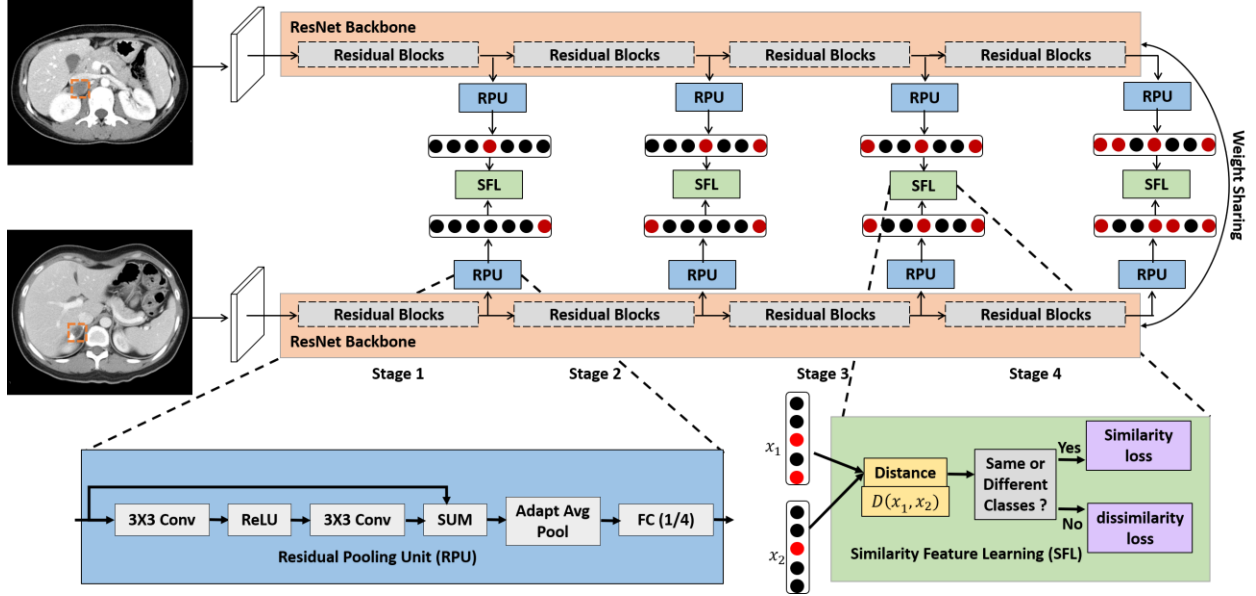 ResNet Backbone
Residual Blocks
Residual Blocks
Residual Blocks
Residual Blocks
RPU
RPU
RPU
RPU
SFL
SFL
SFL
SFL
Weight Sharing
RPU
RPU
RPU
RPU
Residual Blocks
Residual Blocks
Residual Blocks
Residual Blocks
ResNet Backbone
Stage 1
Stage 2
Stage 3
Stage 4
3X3 Conv
ReLU
3X3 Conv
SUM
Adapt Avg
Pool
FC (1/4)
Residual Pooling Unit (RPU)
x₁
x₂
Distance
D(x₁, x₂)
Same or
Different
Classes ?
Yes
No
Similarity
loss
dissimilarity
loss
Similarity Feature Learning (SFL)